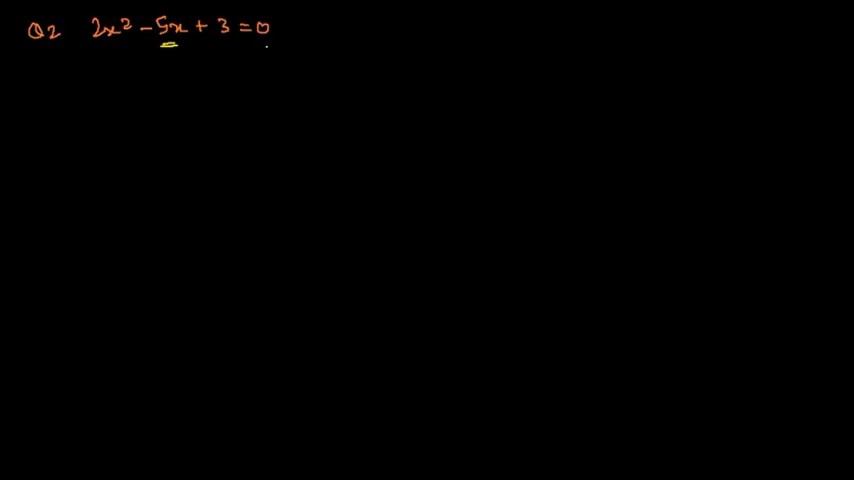 Q2 2x² - 5x + 3 = 0